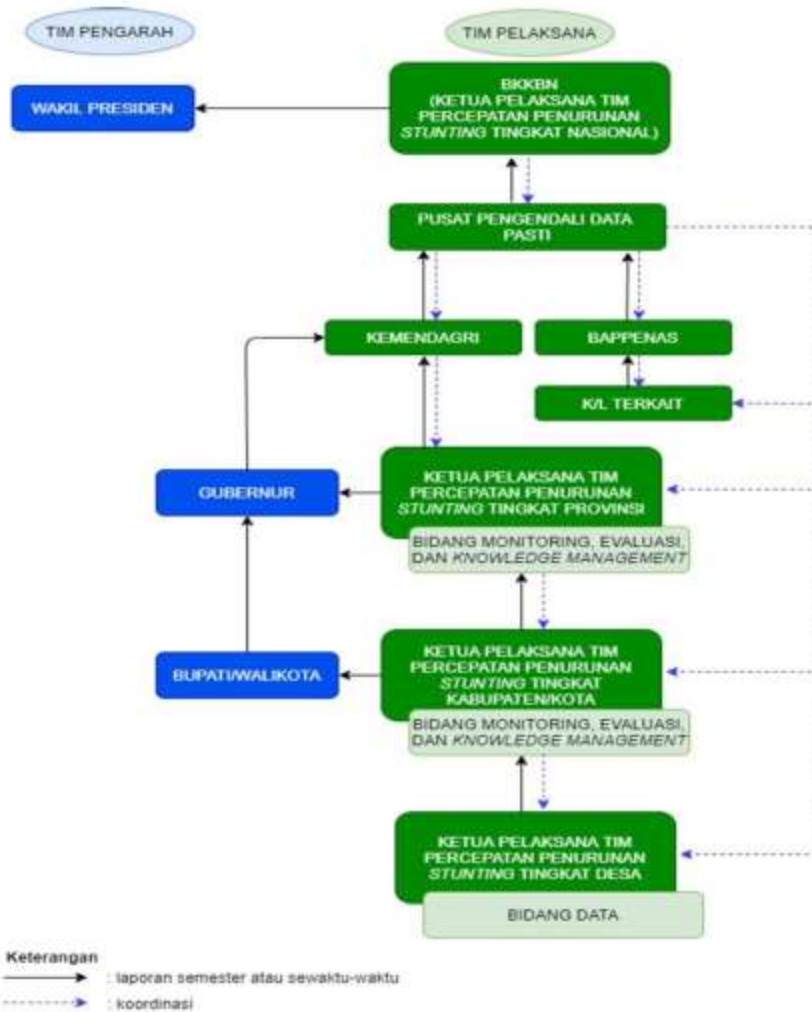 TIM PENGARAH
TIM PELAKSANA
WAKIL PRESIDEN
BKKBN
(KETUA PELAKSANA TIM
PERCEPATAN PENURUNAN
STUNTING TINGKAT NASIONAL)
PUSAT PENGENDALI DATA
PASTI
KEMENDAGRI
BAPPENAS
K/L TERKAIT
GUBERNUR
KETUA PELAKSANA TIM
PERCEPATAN PENURUNAN
STUNTING TINGKAT PROVINSI
BIDANG MONITORING, EVALUASI,
DAN KNOWLEDGE MANAGEMENT
BUPATI/WALIKOTA
KETUA PELAKSANA TIM
PERCEPATAN PENURUNAN
STUNTING TINGKAT
KABUPATEN/KOTA
BIDANG MONITORING, EVALUASI,
DAN KNOWLEDGE MANAGEMENT
KETUA PELAKSANA TIM
PERCEPATAN PENURUNAN
STUNTING TINGKAT DESA
BIDANG DATA
Keterangan
: laporan semester atau sewaktu-waktu
: koordinasi